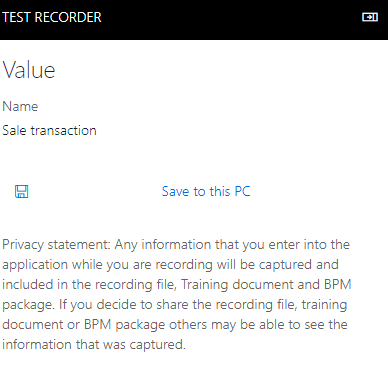 TEST RECORDER
Value
Name
Sale transaction
Save to this PC
Privacy statement: Any information that you enter into the
application while you are recording will be captured and
included in the recording file, Training document and BPM
package. If you decide to share the recording file, training
document or BPM package others may be able to see the
information that was captured.